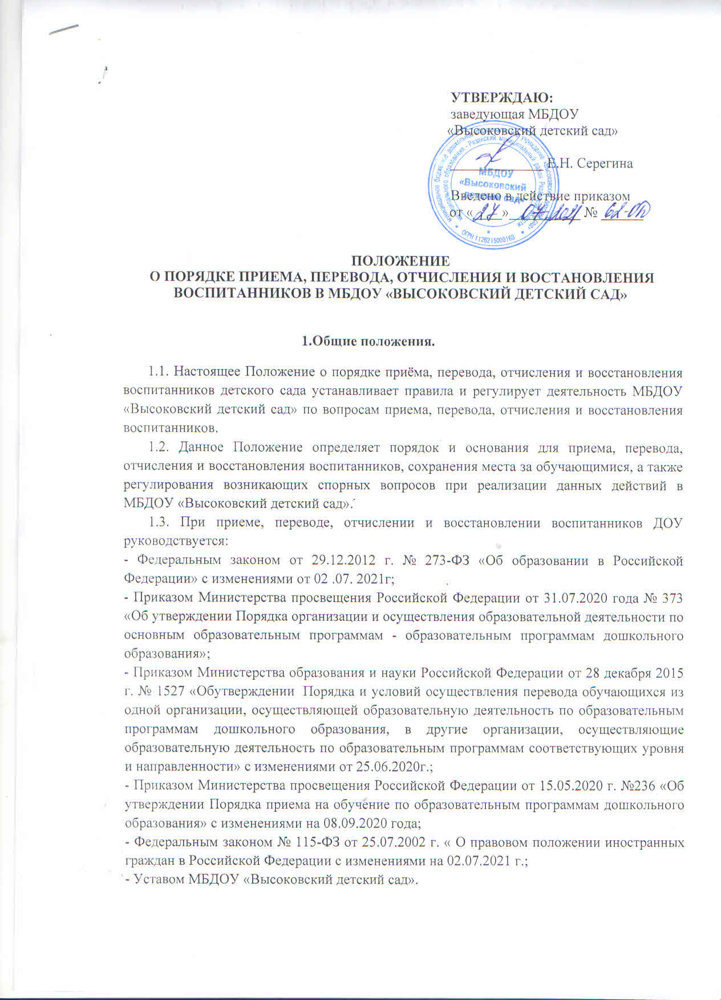 УТВЕРЖДАЮ:
заведующая МБДОУ
«Высоковский детский сад»
Е.Н. Серегина
МБДОУ
«Высоковский
детский сад»
ОГРН 1126215000163
Введено в действие приказом
от «27» 07.2021 № 62-ОД
ПОЛОЖЕНИЕ
О ПОРЯДКЕ ПРИЕМА, ПЕРЕВОДА, ОТЧИСЛЕНИЯ И ВОСТАНОВЛЕНИЯ
ВОСПИТАННИКОВ В МБДОУ «ВЫСОКОВСКИЙ ДЕТСКИЙ САД»
1.Общие положения.
1.1. Настоящее Положение о порядке приёма, перевода, отчисления и восстановления
воспитанников детского сада устанавливает правила и регулирует деятельность МБДОУ
«Высоковский детский сад» по вопросам приема, перевода, отчисления и восстановления
воспитанников.
1.2. Данное Положение определяет порядок и основания для приема, перевода,
отчисления и восстановления воспитанников, сохранения места за обучающимися, а также
регулирования возникающих спорных вопросов при реализации данных действий в
МБДОУ «Высоковский детский сад».
1.3. При приеме, переводе, отчислении и восстановлении воспитанников ДОУ
руководствуется:
- Федеральным законом от 29.12.2012 г. № 273-ФЗ «Об образовании в Российской
Федерации» с изменениями от 02 .07. 2021г;
- Приказом Министерства просвещения Российской Федерации от 31.07.2020 года № 373
«Об утверждении Порядка организации и осуществления образовательной деятельности по
основным образовательным программам - образовательным программам дошкольного
образования»;
- Приказом Министерства образования и науки Российской Федерации от 28 декабря 2015
г. № 1527 «Обутверждении Порядка и условий осуществления перевода обучающихся из
одной организации, осуществляющей образовательную деятельность по образовательным
программам дошкольного образования, в другие организации, осуществляющие
образовательную деятельность по образовательным программам соответствующих уровня
и направленности» с изменениями от 25.06.2020г.;
- Приказом Министерства просвещения Российской Федерации от 15.05.2020 г. №236 «Об
утверждении Порядка приема на обучение по образовательным программам дошкольного
образования» с изменениями на 08.09.2020 года;
- Федеральным законом № 115-ФЗ от 25.07.2002 г. « О правовом положении иностранных
граждан в Российской Федерации с изменениями на 02.07.2021 г.;
- Уставом МБДОУ «Высоковский детский сад».